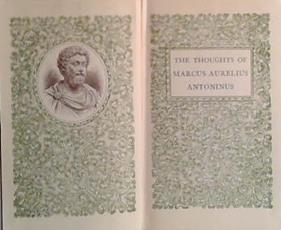 THE THOUGHTS OF
MARCUS AURELIUS
ANTONINUS